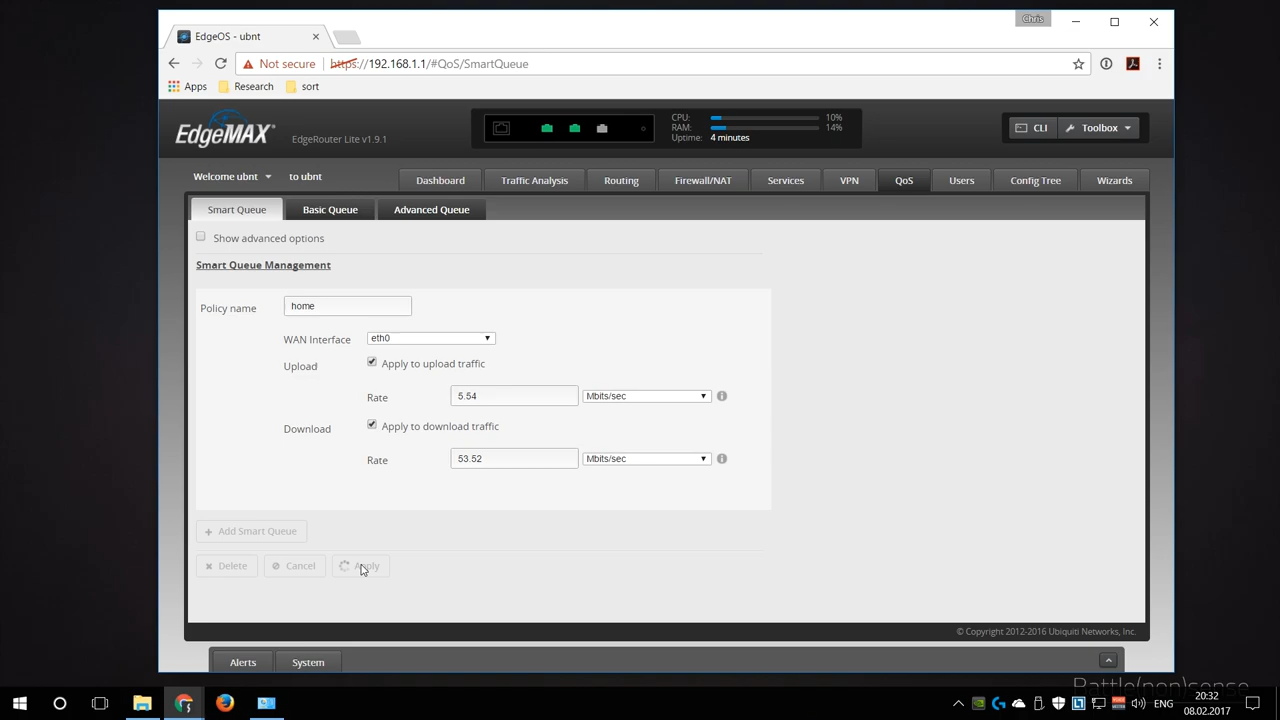 Chris
EdgeOS - ubnt
Not secure https://192.168.1.1/#QoS/SmartQueue
Apps Research sort
EdgeMAX EdgeRouter Lite v1.9.1
CPU: 10%
RAM: 14%
Uptime: 4 minutes
CLI Toolbox
Welcome ubnt to ubnt
Dashboard Traffic Analysis Routing Firewall/NAT Services VPN QoS Users Config Tree Wizards
Smart Queue Basic Queue Advanced Queue
Show advanced options
Smart Queue Management
Policy name home
WAN Interface eth0
Upload Apply to upload traffic
Rate 5.54 Mbits/sec
Download Apply to download traffic
Rate 53.52 Mbits/sec
+ Add Smart Queue
Delete Cancel Apply
© Copyright 2012-2016 Ubiquiti Networks, Inc.
Alerts System
Battle(non)sense
ENG
20:32
08.02.2017